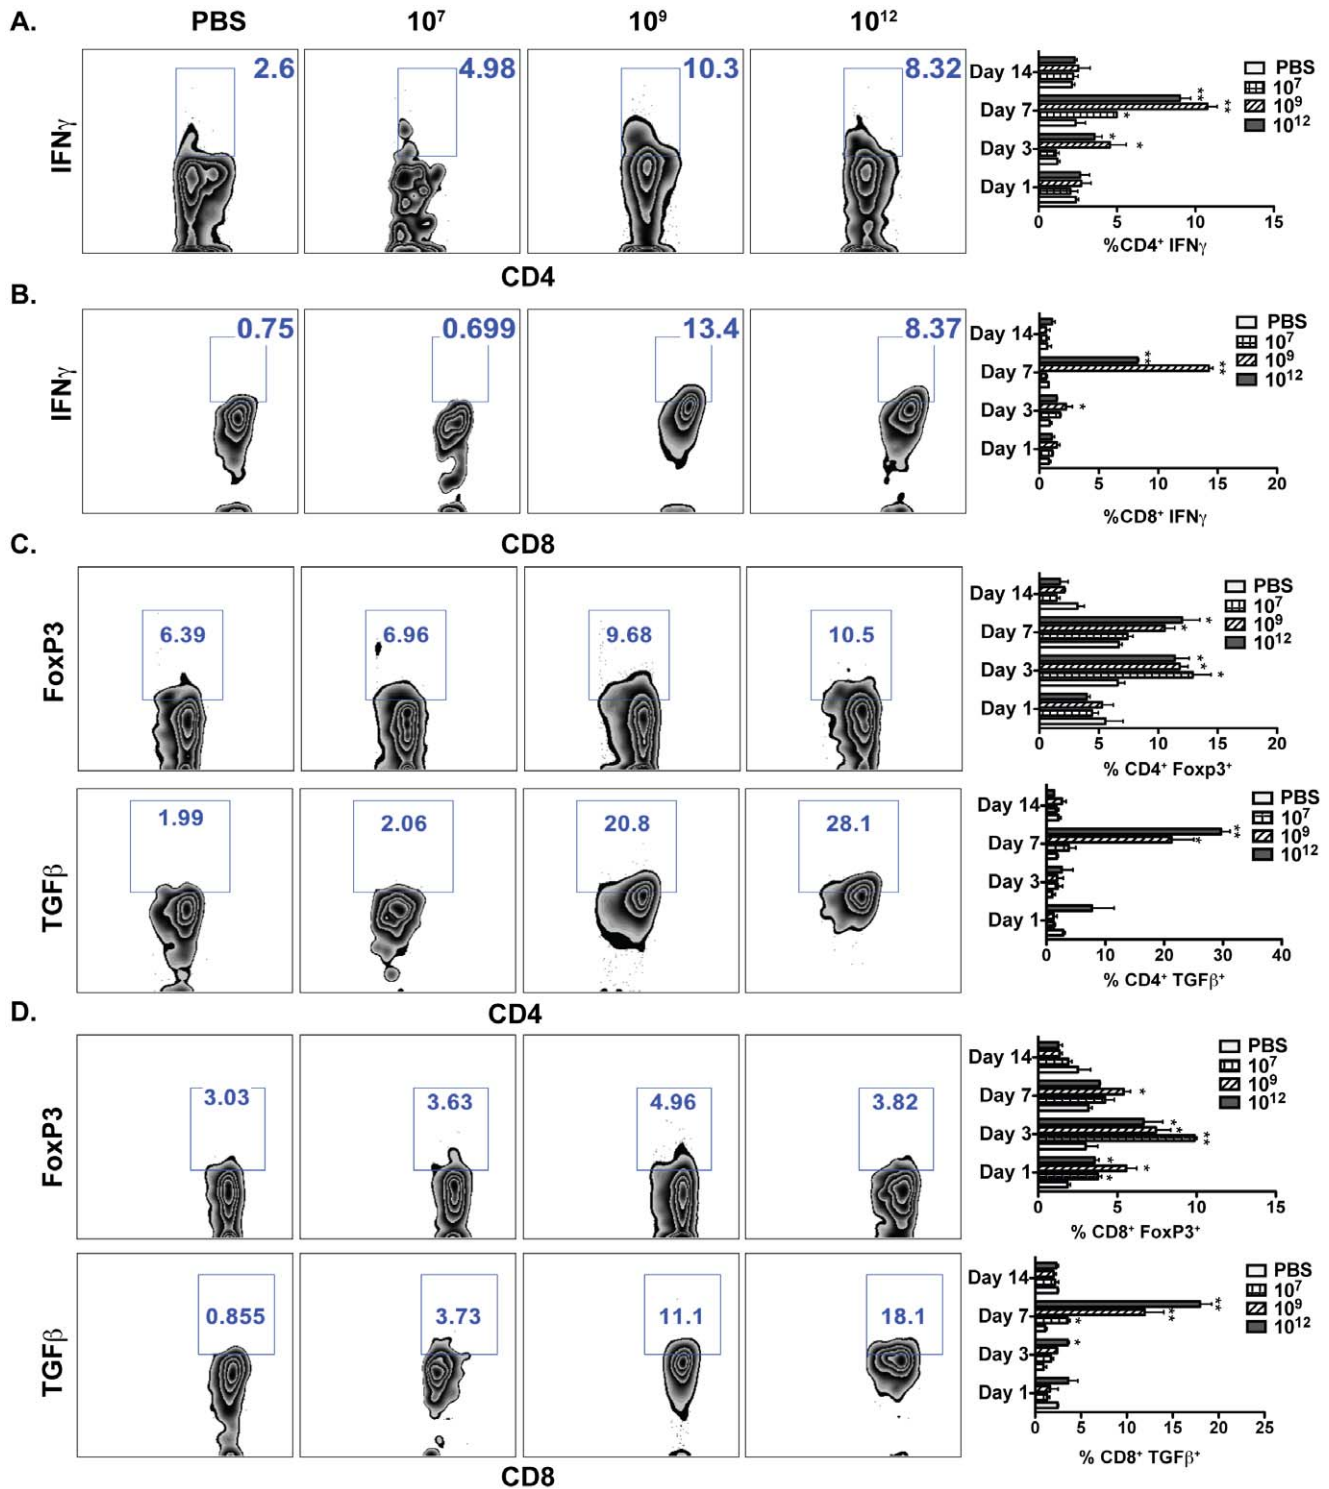 A. PBS 10⁷ 10⁹ 10¹²
IFNγ
2.6 4.98 10.3 8.32
CD4
Day 14
Day 7
Day 3
Day 1
**
**
*
*
*
PBS
10⁷
10⁹
10¹²
0 5 10 15
%CD4⁺ IFNγ
B.
IFNγ
0.75 0.699 13.4 8.37
CD8
Day 14
Day 7
Day 3
Day 1
**
**
*
PBS
10⁷
10⁹
10¹²
0 5 10 15 20
%CD8⁺ IFNγ
C.
FoxP3
6.39 6.96 9.68 10.5
Day 14
Day 7
Day 3
Day 1
*
*
*
*
*
PBS
10⁷
10⁹
10¹²
0 5 10 15 20
% CD4⁺ Foxp3⁺
TGFβ
1.99 2.06 20.8 28.1
CD4
Day 14
Day 7
Day 3
Day 1
**
*
PBS
10⁷
10⁹
10¹²
0 10 20 30 40
% CD4⁺ TGFβ⁺
D.
FoxP3
3.03 3.63 4.96 3.82
Day 14
Day 7
Day 3
Day 1
*
*
*
**
*
*
*
PBS
10⁷
10⁹
10¹²
0 5 10 15
% CD8⁺ FoxP3⁺
TGFβ
0.855 3.73 11.1 18.1
CD8
Day 14
Day 7
Day 3
Day 1
**
**
*
*
PBS
10⁷
10⁹
10¹²
0 5 10 15 20 25
% CD8⁺ TGFβ⁺